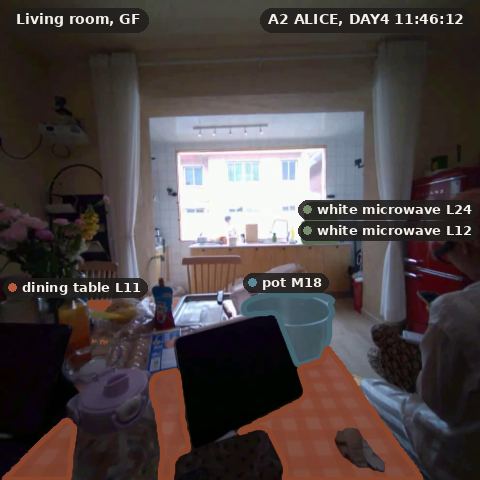 Living room, GF
A2 ALICE, DAY4 11:46:12
white microwave L24
white microwave L12
dining table L11
pot M18